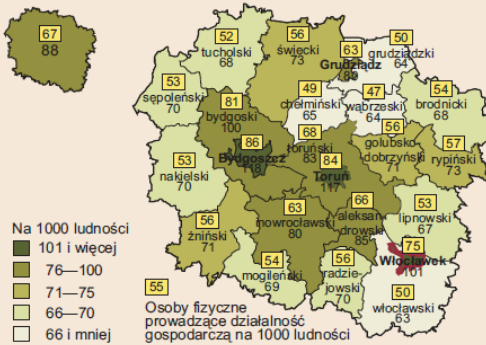 67
88
52
tucholski
68
56
świecki
73
50
grudziądzki
64
63
Grudziądz
53
sępoleński
70
81
bydgoski
100
49
chełmiński
65
47
wąbrzeski
64
54
brodnicki
68
86
Bydgoszcz
118
68
toruński
83
84
Toruń
117
56
golubsko-
dobrzyński
71
57
rypiński
73
53
nakielski
70
56
żniński
71
63
inowrocławski
80
66
aleksan-
drowski
85
53
lipnowski
67
75
Włocławek
101
54
mogileński
69
56
radzie-
jowski
70
50
włocławski
63
Na 1000 ludności
101 i więcej
76—100
71—75
66—70
66 i mniej
55
Osoby fizyczne
prowadzące działalność
gospodarczą na 1000 ludności